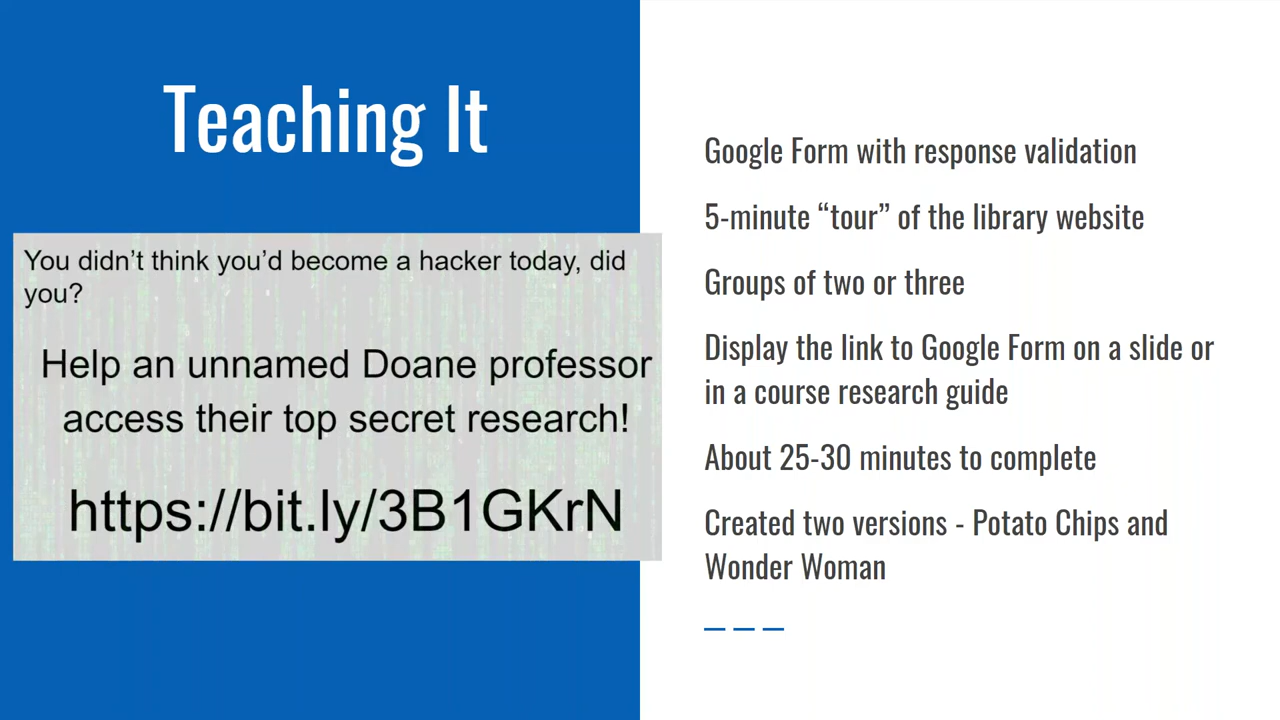 Teaching It
You didn’t think you’d become a hacker today, did
you?
Help an unnamed Doane professor
access their top secret research!
https://bit.ly/3B1GKrN
Google Form with response validation
5-minute “tour” of the library website
Groups of two or three
Display the link to Google Form on a slide or
in a course research guide
About 25-30 minutes to complete
Created two versions - Potato Chips and
Wonder Woman